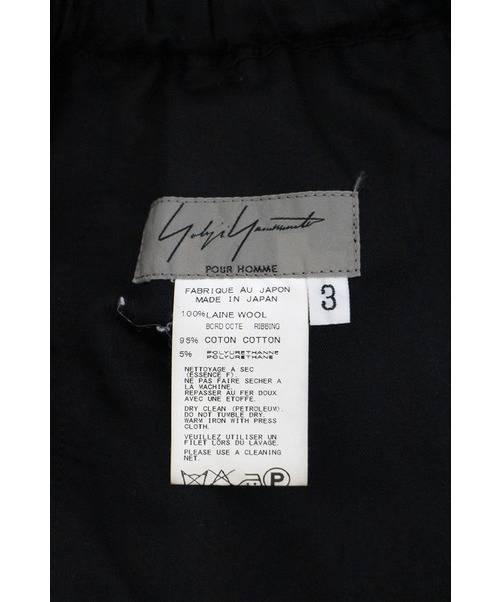 Yohji Yamamoto
POUR HOMME
3
FABRIQUE AU JAPON
MADE IN JAPAN
100% LAINE WOOL
BORD COTE RIBBING
95% COTON COTTON
5% POLYURETHANNE
POLYURETHANE
NETTOYAGE A SEC
(ESSENCE F).
NE PAS FAIRE SECHER A
LA MACHINE.
REPASSER AU FER DOUX
AVEC UNE ETOFFE.
DRY CLEAN (PETROLEUM).
DO NOT TUMBLE DRY.
WARM IRON WITH PRESS
CLOTH.
VEUILLEZ UTILISER UN
FILET LORS DU LAVAGE.
PLEASE USE A CLEANING
NET.
P